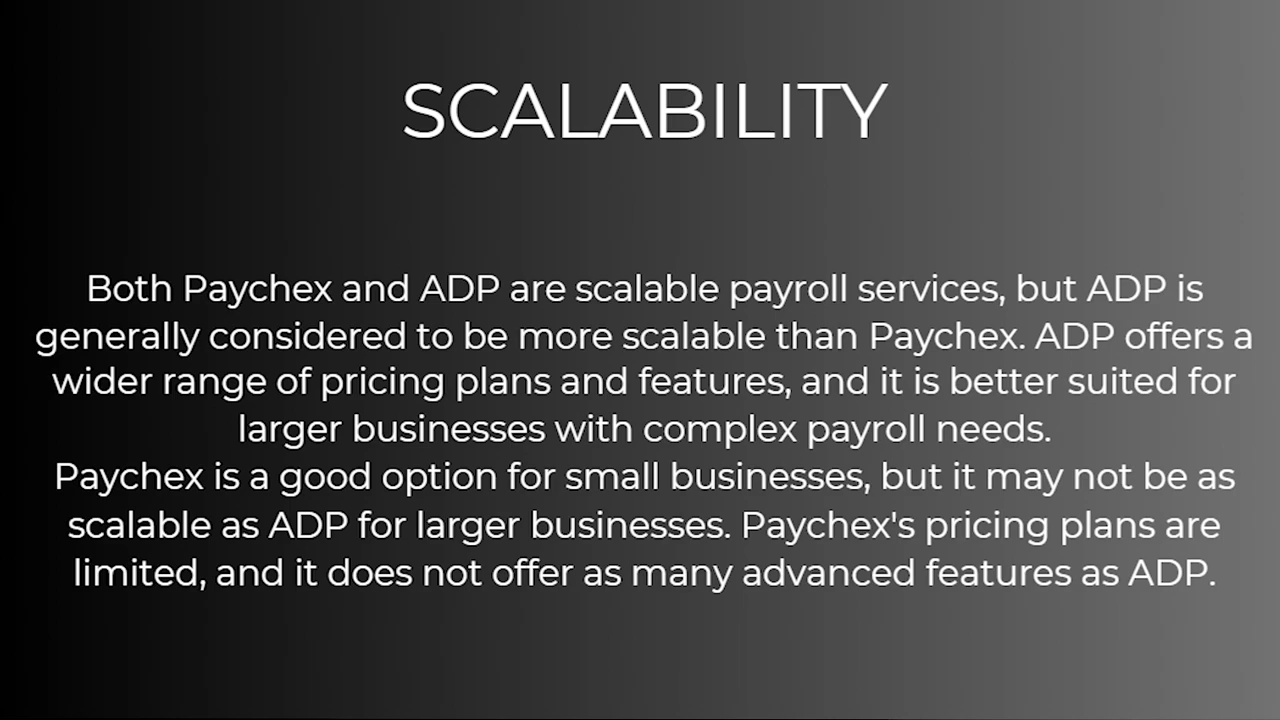 SCALABILITY
Both Paychex and ADP are scalable payroll services, but ADP is
generally considered to be more scalable than Paychex. ADP offers a
wider range of pricing plans and features, and it is better suited for
larger businesses with complex payroll needs.
Paychex is a good option for small businesses, but it may not be as
scalable as ADP for larger businesses. Paychex's pricing plans are
limited, and it does not offer as many advanced features as ADP.